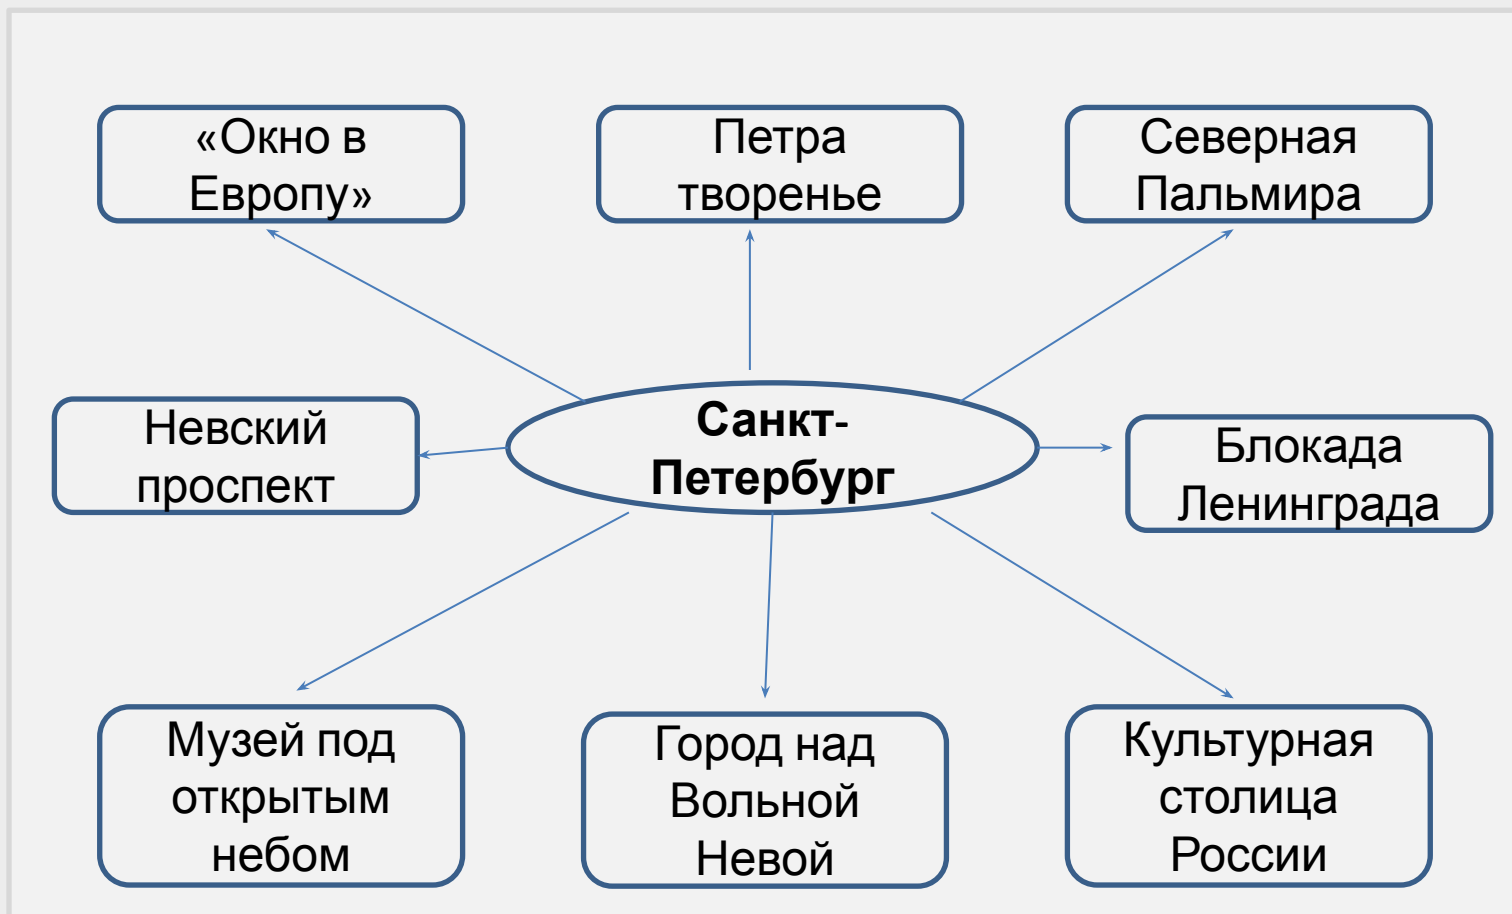 «Окно в
Европу»
Петра
творенье
Северная
Пальмира
Невский
проспект
Санкт-
Петербург
Блокада
Ленинграда
Музей под
открытым
небом
Город над
Вольной
Невой
Культурная
столица
России